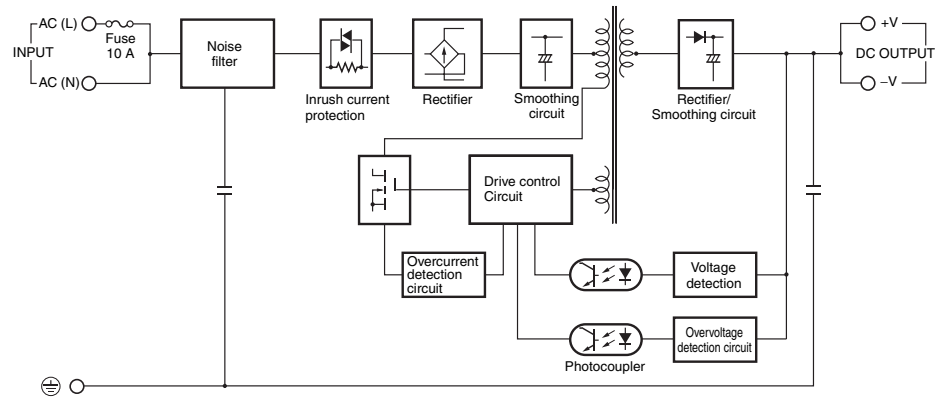 AC (L)
Fuse
10 A
INPUT
AC (N)
Noise
filter
Inrush current
protection
Rectifier
Smoothing
circuit
Rectifier/
Smoothing circuit
+V
DC OUTPUT
−V
Drive control
Circuit
Overcurrent
detection
circuit
Voltage
detection
Overvoltage
detection circuit
Photocoupler